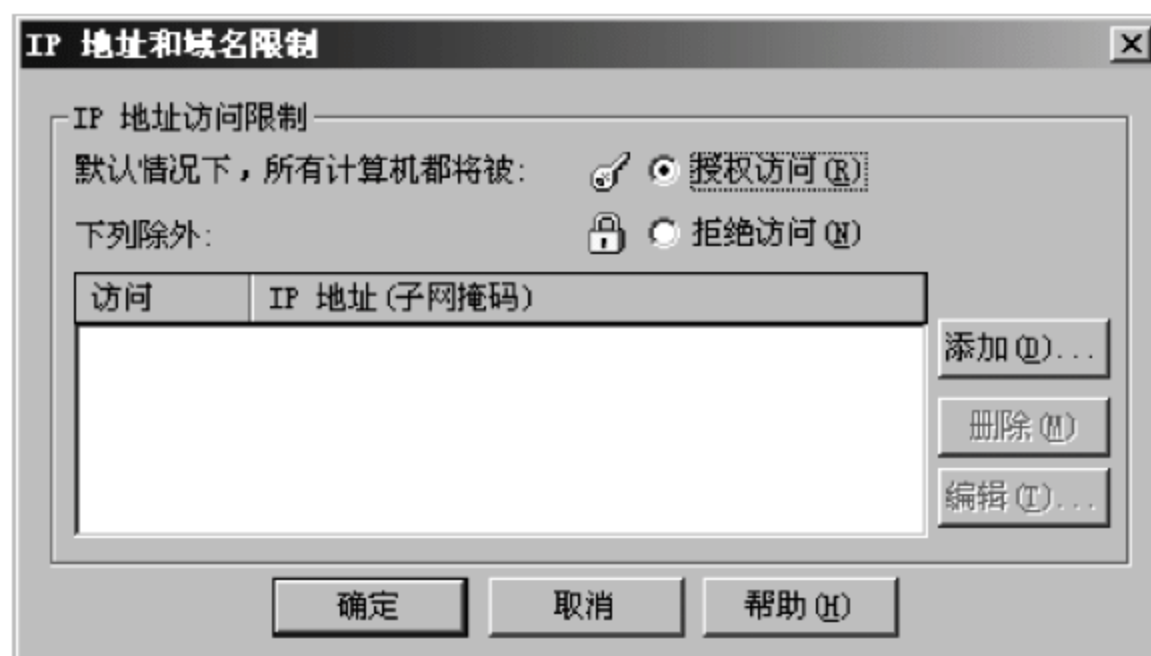 IP 地址和域名限制
IP 地址访问限制
默认情况下，所有计算机都将被: 授权访问(R)
下列除外: 拒绝访问(N)
访问 IP 地址(子网掩码)
添加(D)...
删除(M)
编辑(T)...
确定 取消 帮助(H)